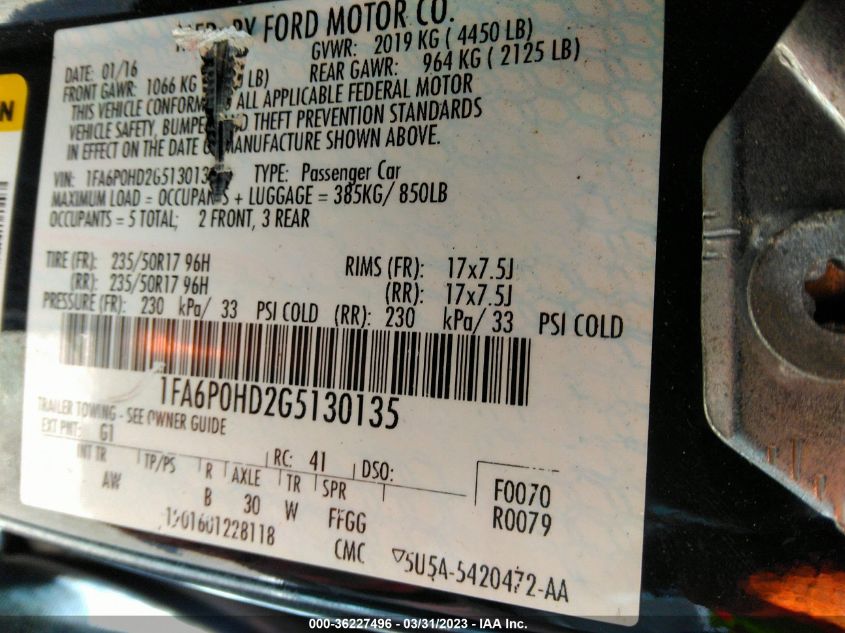 BY FORD MOTOR CO.
DATE: 01/16
GVWR: 2019 KG ( 4450 LB)
FRONT GAWR: 1066 KG LB)
REAR GAWR: 964 KG ( 2125 LB)
THIS VEHICLE CONFORM ALL APPLICABLE FEDERAL MOTOR
VEHICLE SAFETY, BUMPE THEFT PREVENTION STANDARDS
IN EFFECT ON THE DATE MANUFACTURE SHOWN ABOVE.
VIN: 1FA6P0HD2G513013 TYPE: Passenger Car
MAXIMUM LOAD = OCCUPAN S + LUGGAGE = 385KG/ 850LB
OCCUPANTS = 5 TOTAL; 2 FRONT, 3 REAR
TIRE (FR): 235/50R17 96H RIMS (FR): 17x7.5J
(RR): 235/50R17 96H (RR): 17x7.5J
PRESSURE (FR): 230 kPa/ 33 PSI COLD (RR): 230 kPa/ 33 PSI COLD
1FA6P0HD2G5130135
TRAILER TOWING - SEE OWNER GUIDE
EXT PNT: G1 RC: 41 DSO:
INT TR TP/PS R AXLE TR SPR
AW B 30 W FFGG
F0070
R0079
1901601228118 CMC
5U5A-5420472-AA
000-36227496 - 03/31/2023 - IAA Inc.